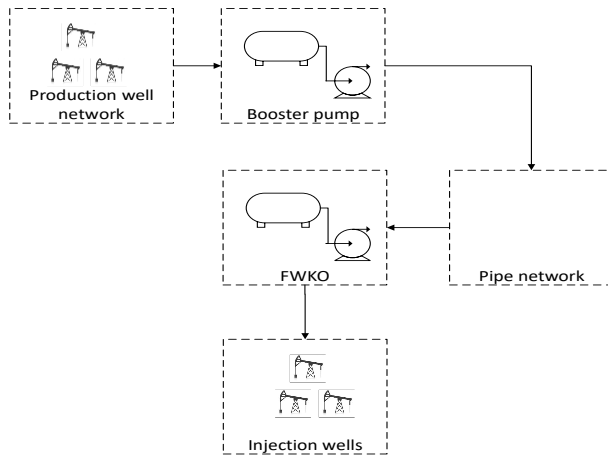 Production well
network
Booster pump
FWKO
Pipe network
Injection wells